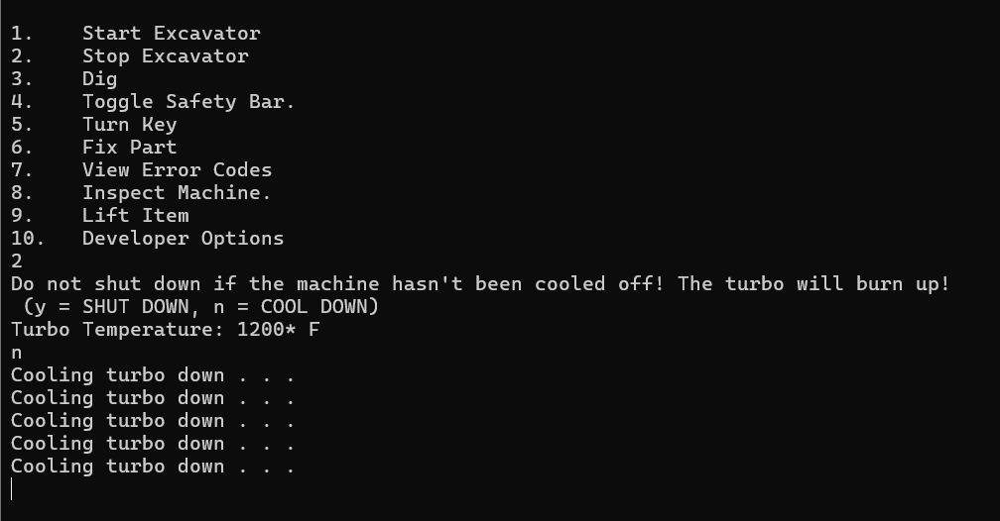 1.    Start Excavator
2.    Stop Excavator
3.    Dig
4.    Toggle Safety Bar.
5.    Turn Key
6.    Fix Part
7.    View Error Codes
8.    Inspect Machine.
9.    Lift Item
10.   Developer Options
2
Do not shut down if the machine hasn't been cooled off! The turbo will burn up!
 (y = SHUT DOWN, n = COOL DOWN)
Turbo Temperature: 1200* F
n
Cooling turbo down . . .
Cooling turbo down . . .
Cooling turbo down . . .
Cooling turbo down . . .
Cooling turbo down . . .